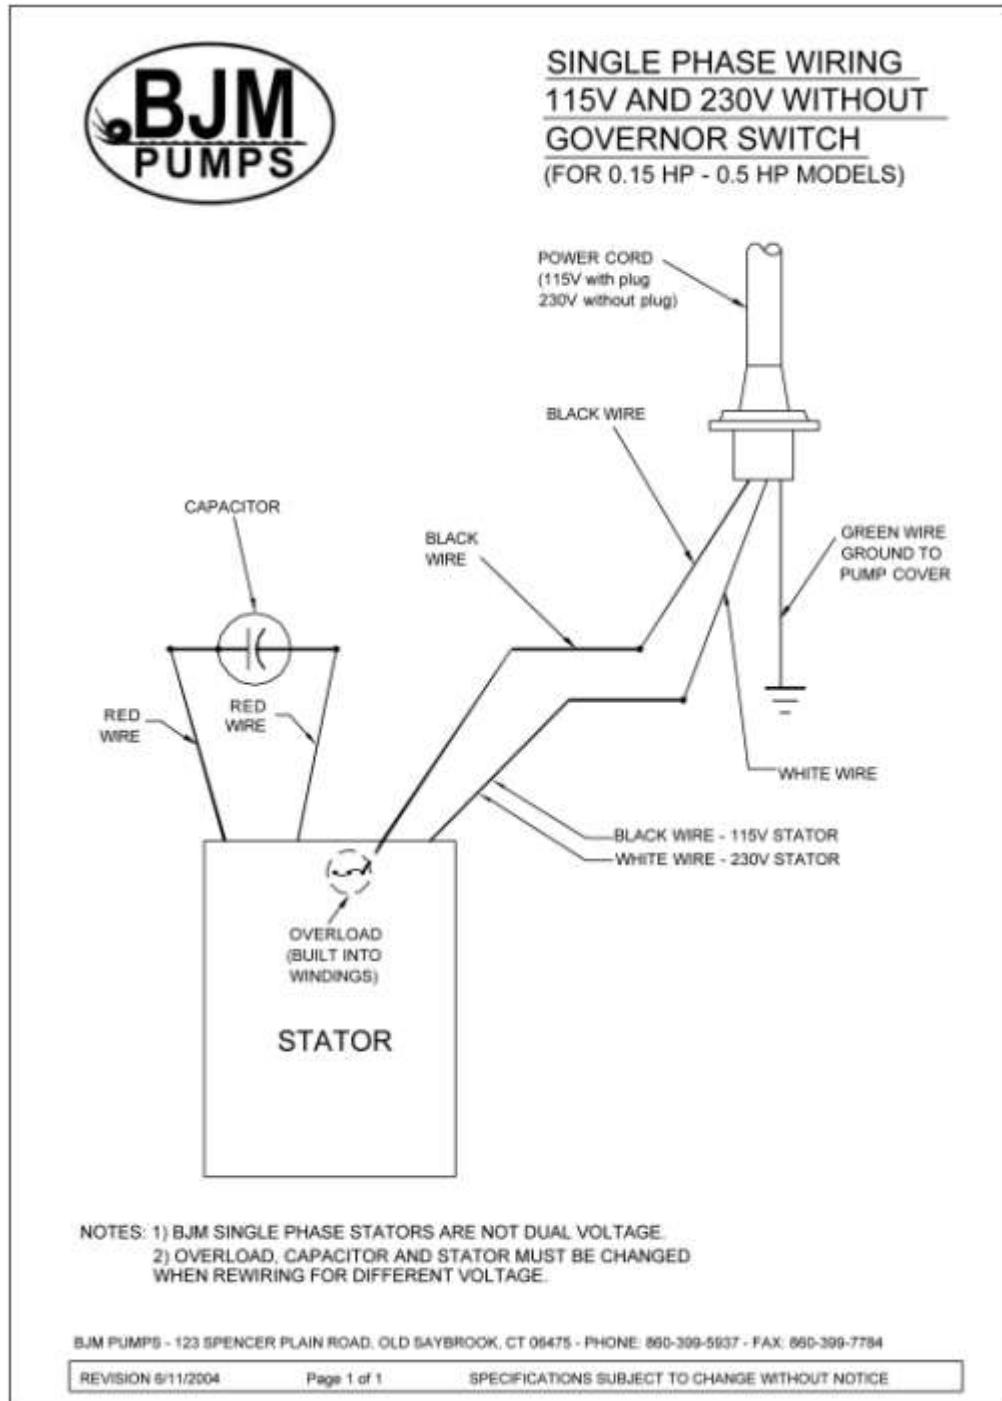 BJM
PUMPS
SINGLE PHASE WIRING
115V AND 230V WITHOUT
GOVERNOR SWITCH
(FOR 0.15 HP - 0.5 HP MODELS)
POWER CORD
(115V with plug
230V without plug)
BLACK WIRE
CAPACITOR
BLACK
WIRE
GREEN WIRE
GROUND TO
PUMP COVER
RED
WIRE
RED
WIRE
WHITE WIRE
BLACK WIRE - 115V STATOR
WHITE WIRE - 230V STATOR
OVERLOAD
(BUILT INTO
WINDINGS)
STATOR
NOTES: 1) BJM SINGLE PHASE STATORS ARE NOT DUAL VOLTAGE.
2) OVERLOAD, CAPACITOR AND STATOR MUST BE CHANGED
WHEN REWIRING FOR DIFFERENT VOLTAGE.
BJM PUMPS - 123 SPENCER PLAIN ROAD, OLD SAYBROOK, CT 06475 - PHONE: 860-399-5937 - FAX: 860-399-7784
REVISION 6/11/2004 Page 1 of 1 SPECIFICATIONS SUBJECT TO CHANGE WITHOUT NOTICE